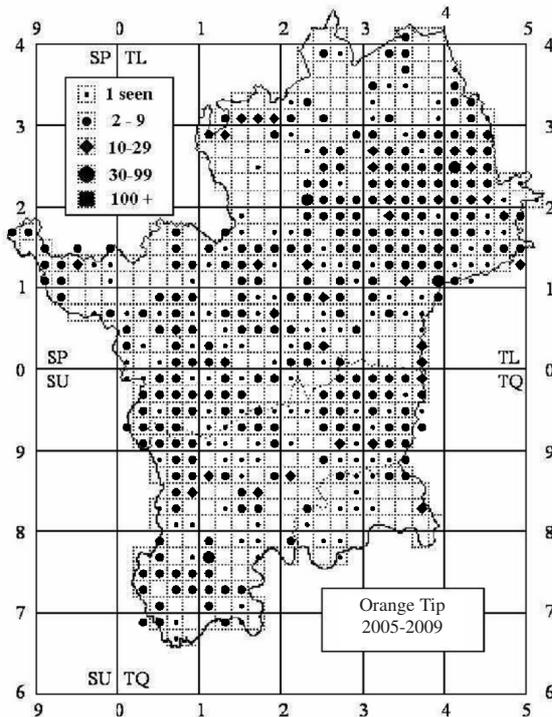 9 0 1 2 3 4 5
4 SP TL 4
1 seen
2 - 9
3 10-29 3
30-99
100 +
2 2
1 1
SP TL
0 0
SU TQ
9 9
8 8
Orange Tip
2005-2009
7 7
SU TQ
6 6
9 0 1 2 3 4 5